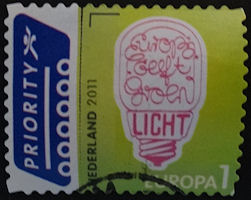 PRIORITY
NEDERLAND 2011
Europa
geeft
groen
LICHT
EUROPA 1